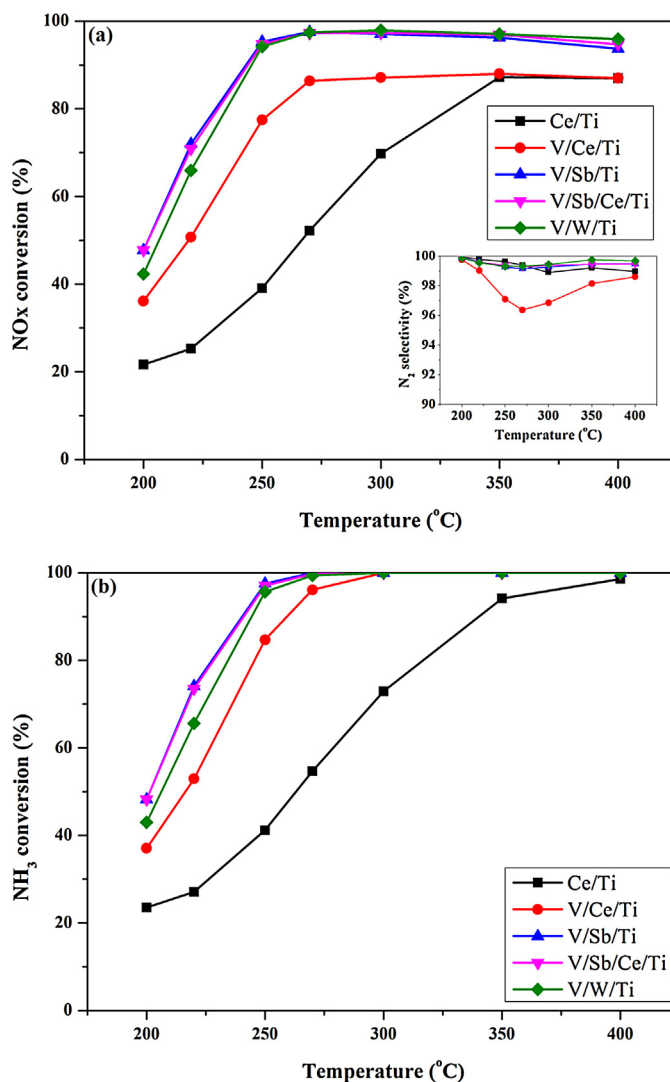 (a)
100
80
60
40
20
0
NOx conversion (%)
200
250
300
350
400
Temperature (°C)
Ce/Ti
V/Ce/Ti
V/Sb/Ti
V/Sb/Ce/Ti
V/W/Ti
100
98
96
94
92
90
N₂ selectivity (%)
200 250 300 350 400
Temperature (°C)
(b)
100
80
60
40
20
0
NH₃ conversion (%)
200
250
300
350
400
Temperature (°C)
Ce/Ti
V/Ce/Ti
V/Sb/Ti
V/Sb/Ce/Ti
V/W/Ti